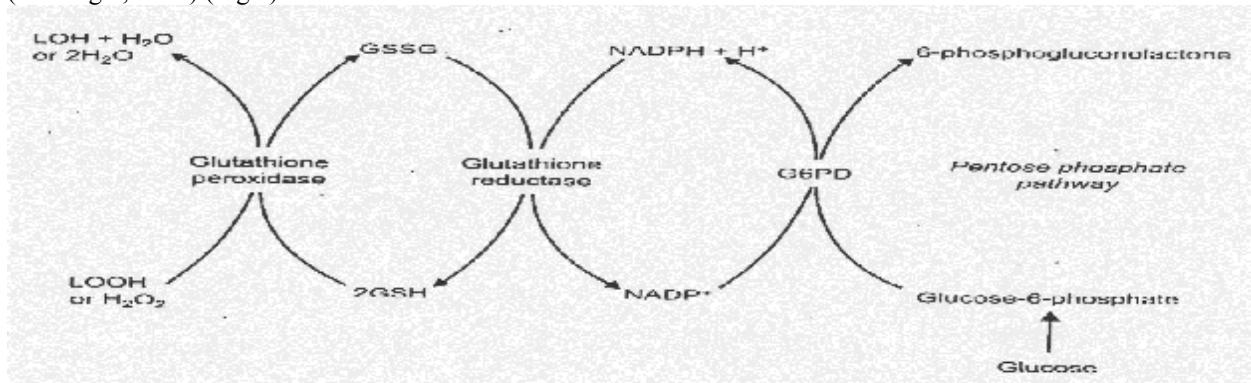 LOH + H₂O
or 2H₂O
GSSG
NADPH + H⁺
6-phosphogluconolactone
Glutathione
peroxidase
Glutathione
reductase
G6PD
Pentose phosphate
pathway
LOOH
or H₂O₂
2GSH
NADP⁺
Glucose-6-phosphate
Glucose